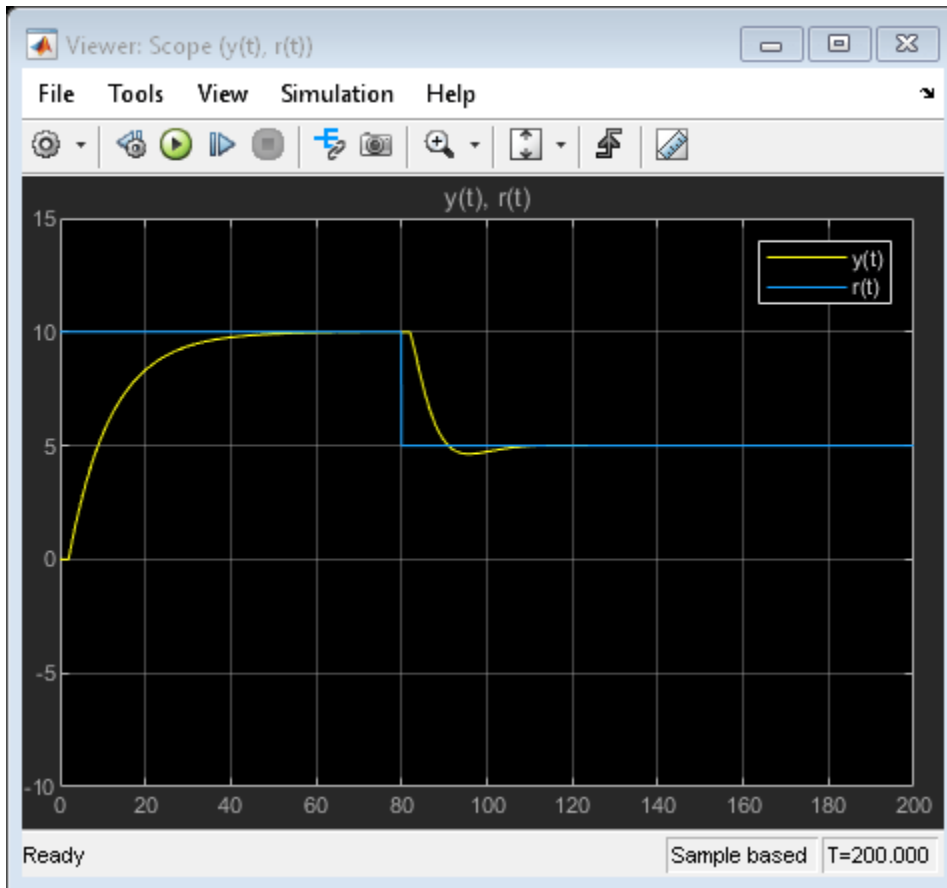 Viewer: Scope (y(t), r(t))
File Tools View Simulation Help
y(t), r(t)
15
10
5
0
-5
-10
y(t)
r(t)
0 20 40 60 80 100 120 140 160 180 200
Ready Sample based T=200.000